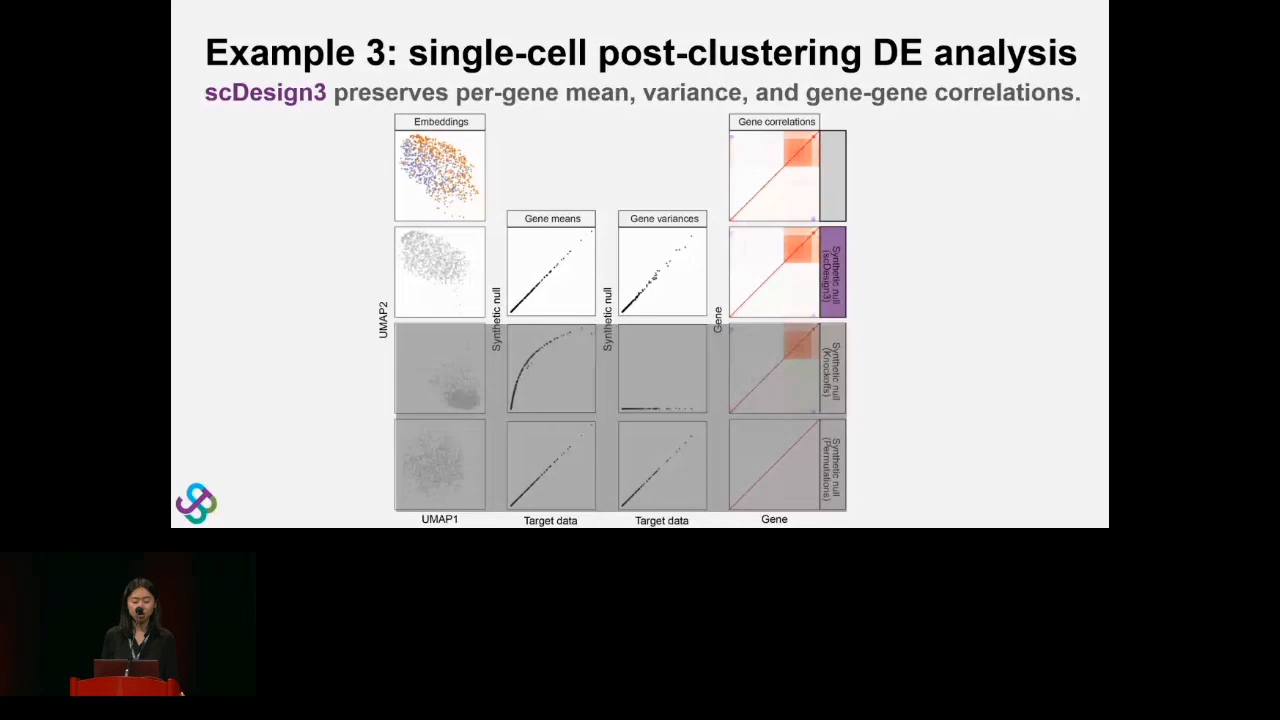 Example 3: single-cell post-clustering DE analysis
scDesign3 preserves per-gene mean, variance, and gene-gene correlations.
Embeddings
Gene correlations
Gene means
Gene variances
UMAP2
Synthetic null
Synthetic null
Gene
Synthetic null
(scDesign3)
Synthetic null
(Knockoffs)
Synthetic null
(Permutations)
UMAP1
Target data
Target data
Gene